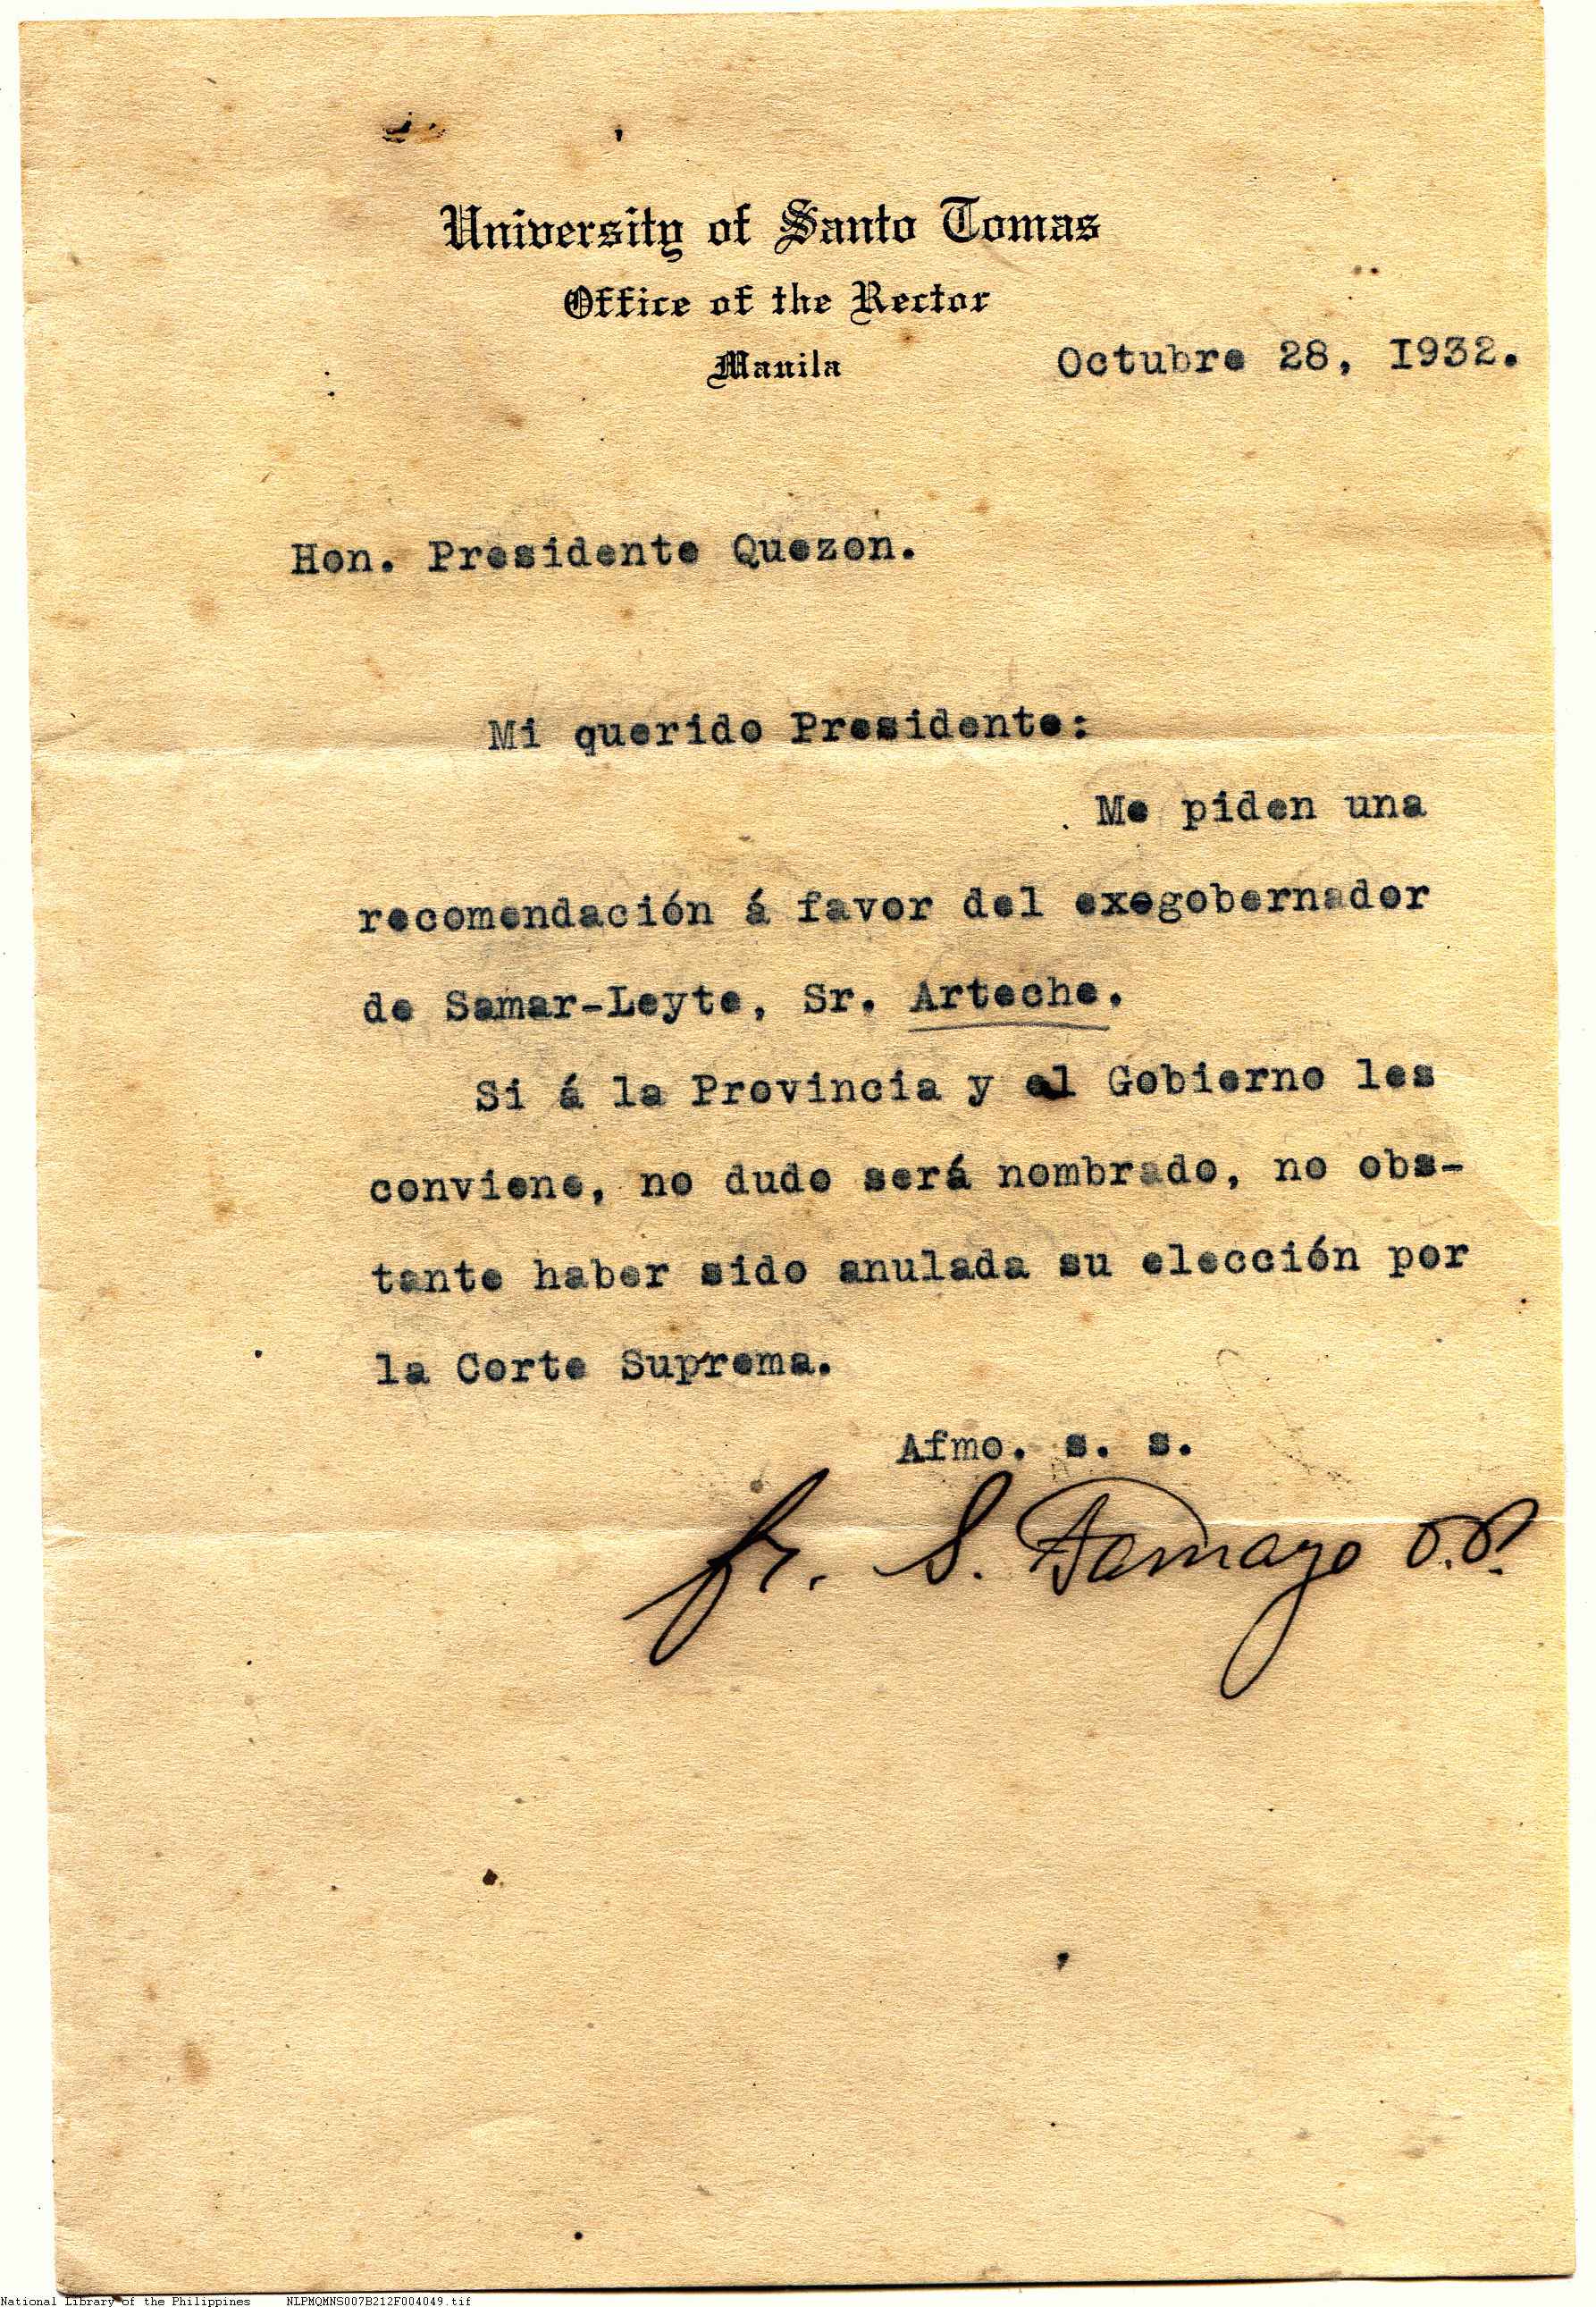 University of Santo Tomas
Office of the Rector
Manila
Octubre 28, 1932.
Hon. Presidente Quezon.
Mi querido Presidente:
Me piden una
recomendación á favor del exegobernador
de Samar-Leyte, Sr. Arteche.
Si á la Provincia y el Gobierno les
conviene, no dudo será nombrado, no obs-
tante haber sido anulada su elección por
la Corte Suprema.
Afmo. s. s.
fr. S. Tamayo O.P.
National Library of the Philippines NLPMQMNS007B212F004049.tif